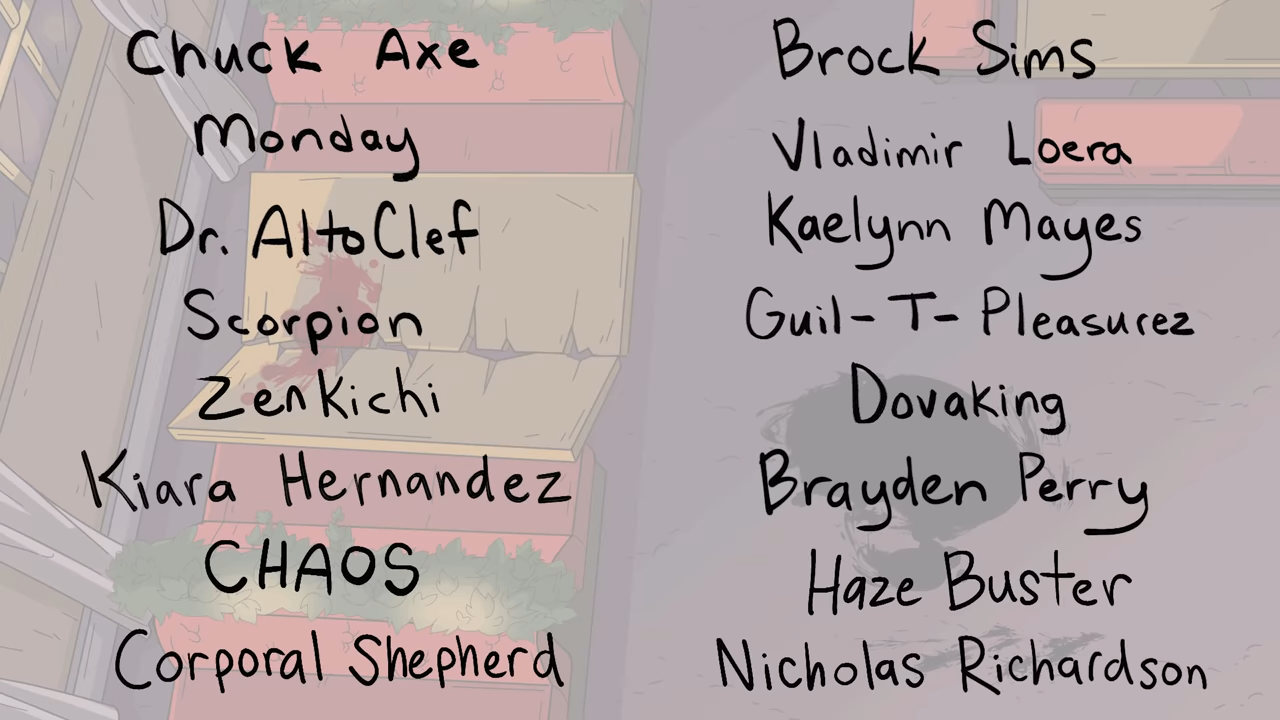 Chuck Axe
Monday
Dr. AltoClef
Scorpion
Zenkichi
Kiara Hernandez
CHAOS
Corporal Shepherd
Brock Sims
Vladimir Loera
Kaelynn Mayes
Guil-T-Pleasurez
Dovaking
Brayden Perry
Haze Buster
Nicholas Richardson